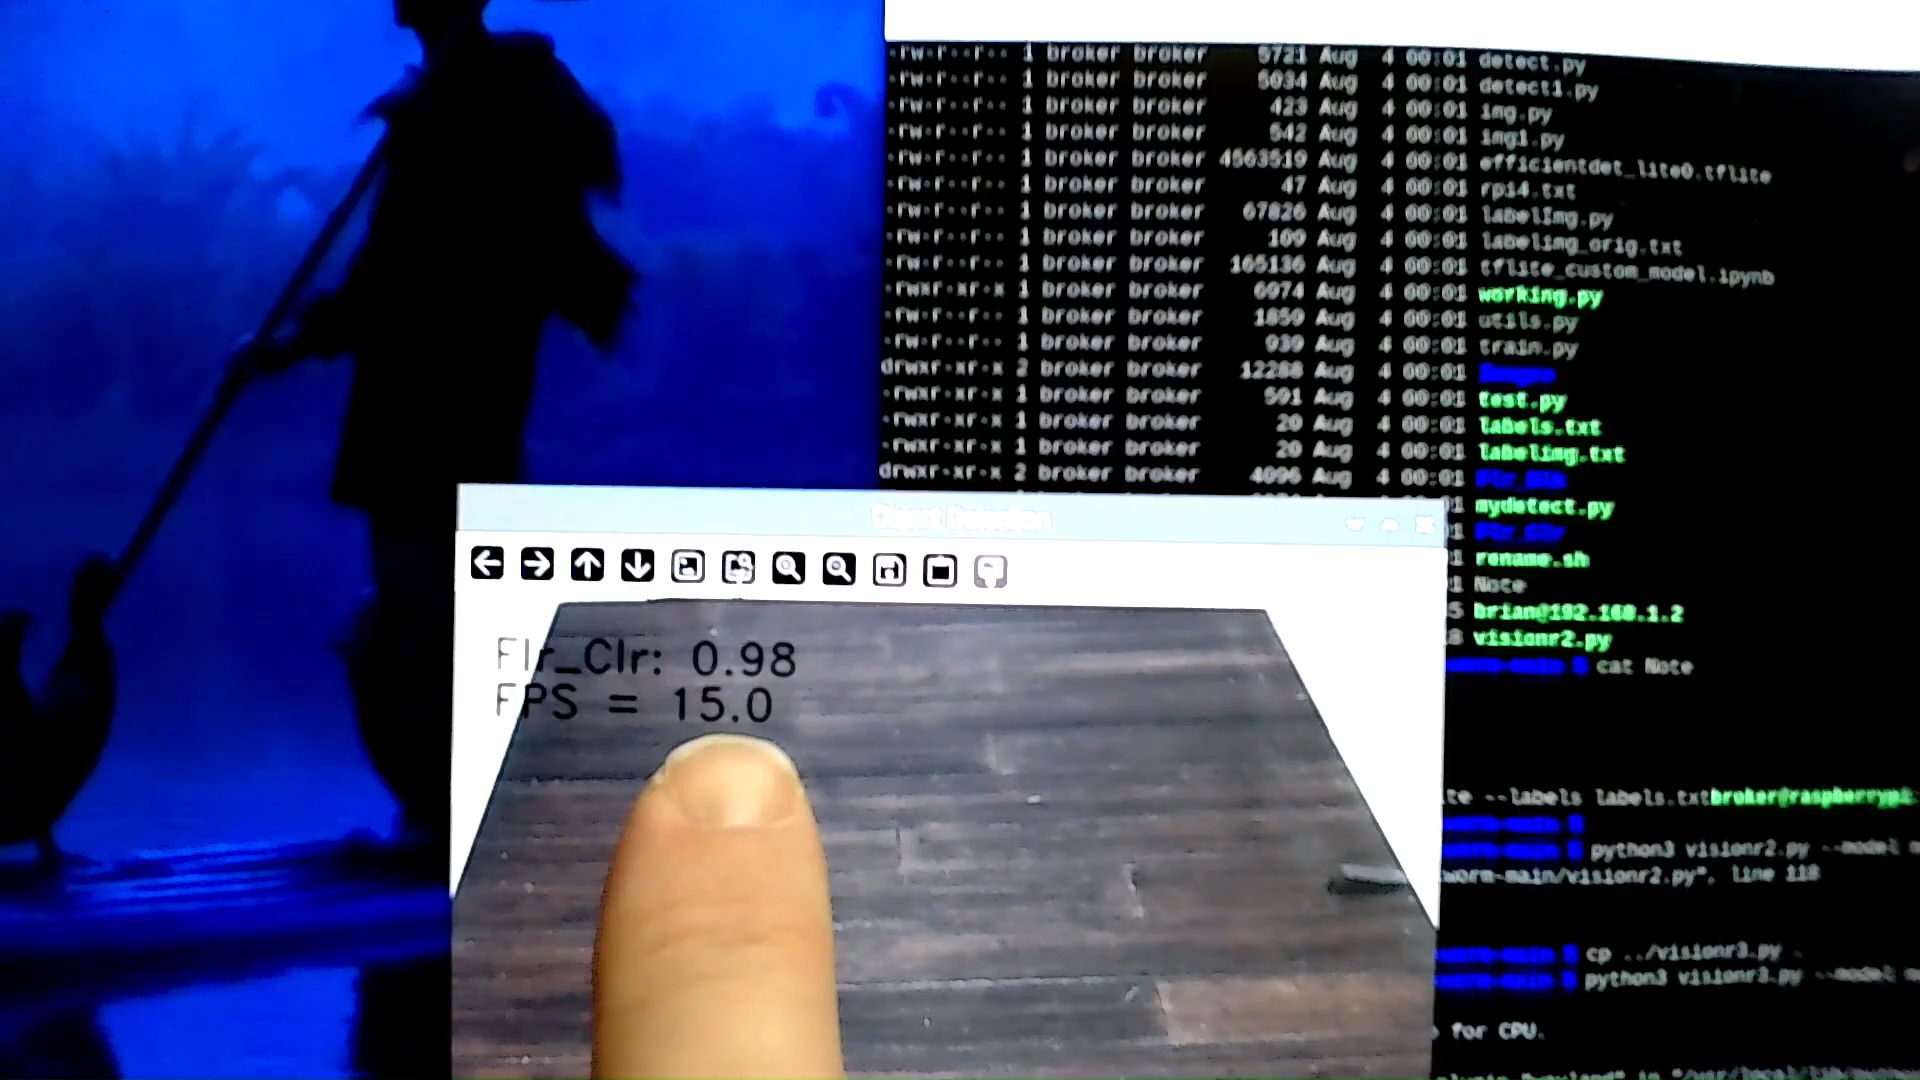 -rw-r--r-- 1 broker broker 5721 Aug 4 00:01 detect.py
-rw-r--r-- 1 broker broker 5034 Aug 4 00:01 detect1.py
-rw-r--r-- 1 broker broker 423 Aug 4 00:01 img.py
-rw-r--r-- 1 broker broker 542 Aug 4 00:01 img1.py
-rw-r--r-- 1 broker broker 4563519 Aug 4 00:01 efficientdet_lite0.tflite
-rw-r--r-- 1 broker broker 47 Aug 4 00:01 rpi4.txt
-rw-r--r-- 1 broker broker 67826 Aug 4 00:01 labelImg.py
-rw-r--r-- 1 broker broker 109 Aug 4 00:01 labelimg_orig.txt
-rw-r--r-- 1 broker broker 165136 Aug 4 00:01 tflite_custom_model.ipynb
-rwxr-xr-x 1 broker broker 6974 Aug 4 00:01 working.py
-rw-r--r-- 1 broker broker 1859 Aug 4 00:01 utils.py
-rw-r--r-- 1 broker broker 939 Aug 4 00:01 train.py
drwxr-xr-x 2 broker broker 12288 Aug 4 00:01
-rwxr-xr-x 1 broker broker 591 Aug 4 00:01 test.py
-rwxr-xr-x 1 broker broker 20 Aug 4 00:01 labels.txt
-rwxr-xr-x 1 broker broker 20 Aug 4 00:01 labelimg.txt
drwxr-xr-x 2 broker broker 4096 Aug 4 00:01
1 mydetect.py
1 Flr_Clr
1 rename.sh
1 Note
5 brian@192.168.1.2
8 visionr2.py
$ cat Note
Object Detection
Flr_Clr: 0.98
FPS = 15.0
te --labels labels.txtbroker@raspberrypi:
$
$ python3 visionr2.py --model m
worm-main/visionr2.py", line 118
$ cp ../visionr3.py .
$ python3 visionr3.py --model m
for CPU.